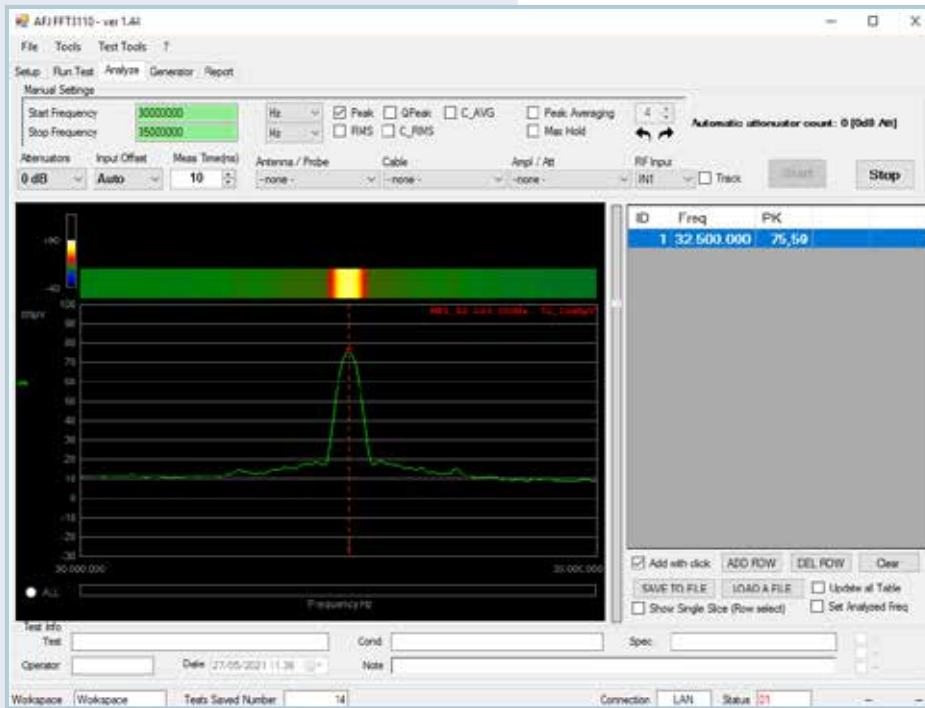 AFJ FFT3110 - ver 1.44
File Tools Test Tools ?
Setup Run Test Analyze Generator Report
Manual Settings
Start Frequency 30000000 Hz Peak QPeak C_AVG Peak Averaging 4
Automatic attenuator count: 0 [0dB Att]
Stop Frequency 35000000 Hz RMS C_RMS Max Hold
Attenuators Input Offset Meas Time(ms) Antenna / Probe Cable Ampl / Att RF Input
0 dB Auto 10 --none-- --none-- --none-- IN1 Track Start Stop
ID Freq PK
1 32.500.000 75,59
+90
-40
100
dBµV
90
80
70
60
50
40
30
20
10
0
-10
-20
-30
30.000.000 35.000.000
ALL
Frequency Hz
Add with click ADD ROW DEL ROW Clear
SAVE TO FILE LOAD A FILE Update all Table
Show Single Slice (Row select) Set Analyzed Freq
Test Info
Test Cond Spec
Operator Date 27/05/2021 11.36 Note
Workspace Workspace Tests Saved Number 14 Connection LAN Status 01 -- --